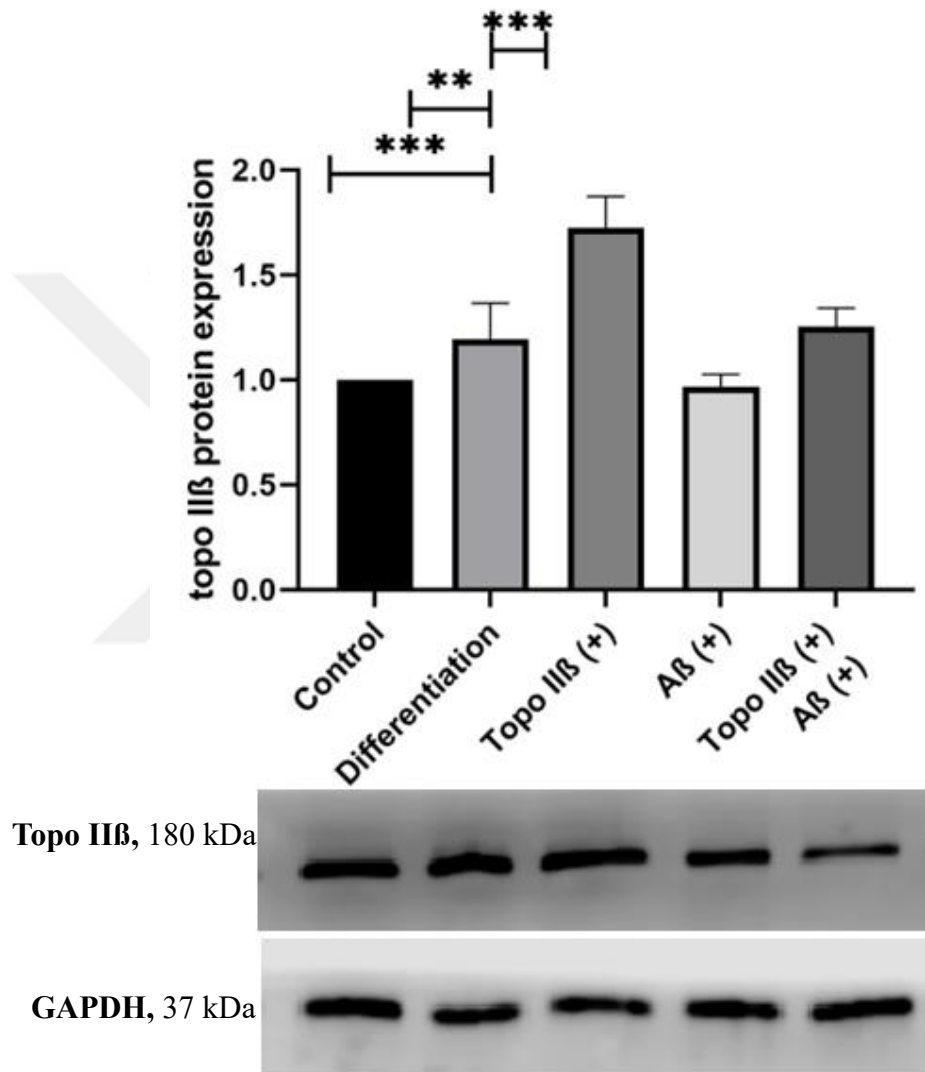 ***
**
***
topo IIß protein expression
2.0
1.5
1.0
0.5
0.0
Control
Differentiation
Topo IIß (+)
Aß (+)
Topo IIß (+)
Aß (+)
Topo IIß, 180 kDa
GAPDH, 37 kDa